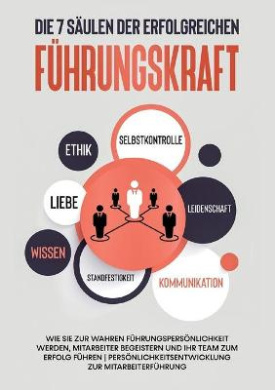 DIE 7 SÄULEN DER ERFOLGREICHEN
FÜHRUNGSKRAFT
SELBSTKONTROLLE
ETHIK
LIEBE
LEIDENSCHAFT
WISSEN
STANDFESTIGKEIT
KOMMUNIKATION
WIE SIE ZUR WAHREN FÜHRUNGSPERSÖNLICHKEIT
WERDEN, MITARBEITER BEGEISTERN UND IHR TEAM ZUM
ERFOLG FÜHREN | PERSÖNLICHKEITSENTWICKLUNG
ZUR MITARBEITERFÜHRUNG